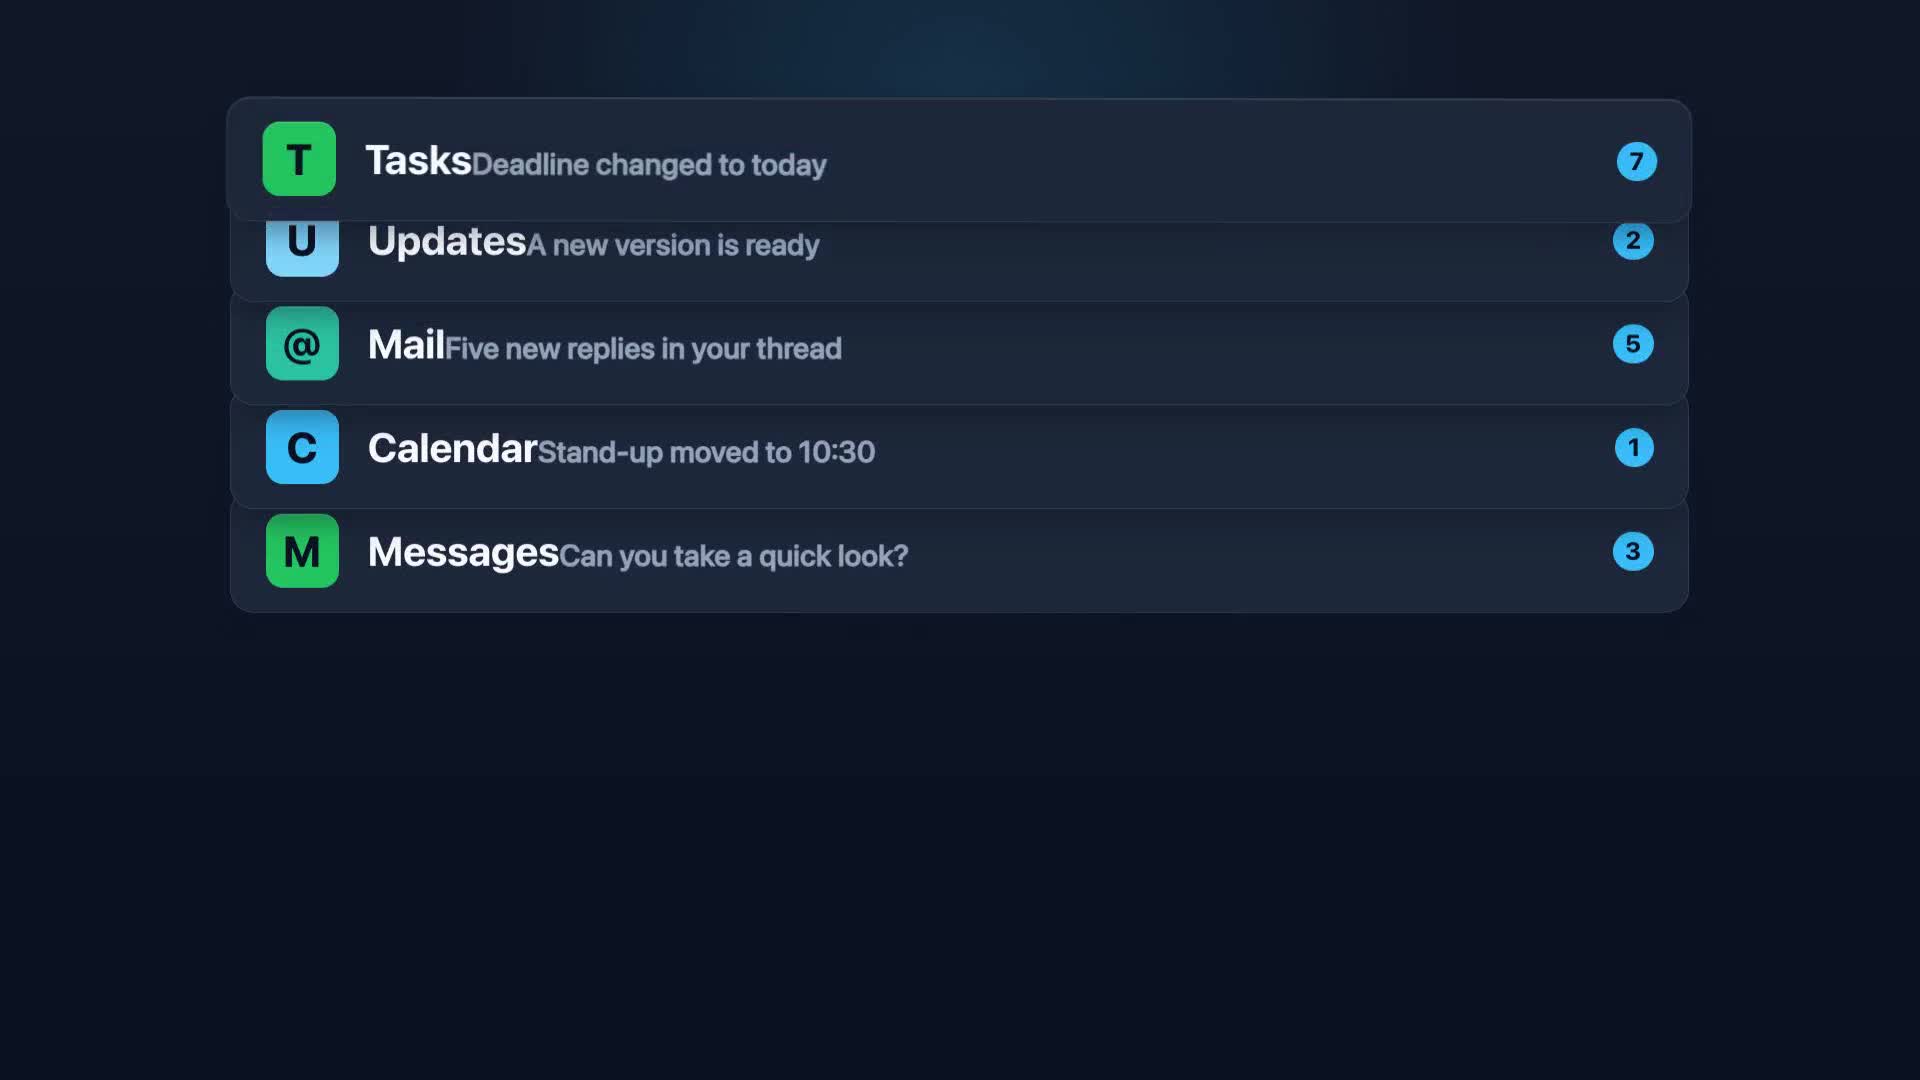 T Tasks Deadline changed to today 7
U Updates A new version is ready 2
@ Mail Five new replies in your thread 5
C Calendar Stand-up moved to 10:30 1
M Messages Can you take a quick look? 3